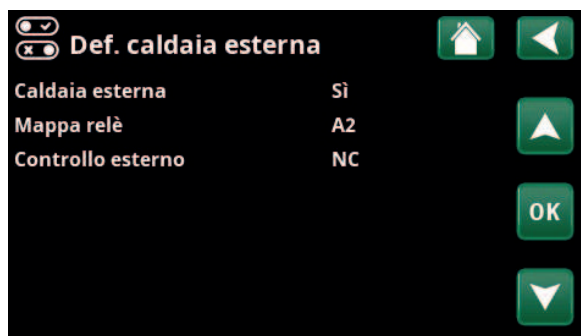 Def. caldaia esterna
Caldaia esterna Sì
Mappa relè A2
Controllo esterno NC
OK